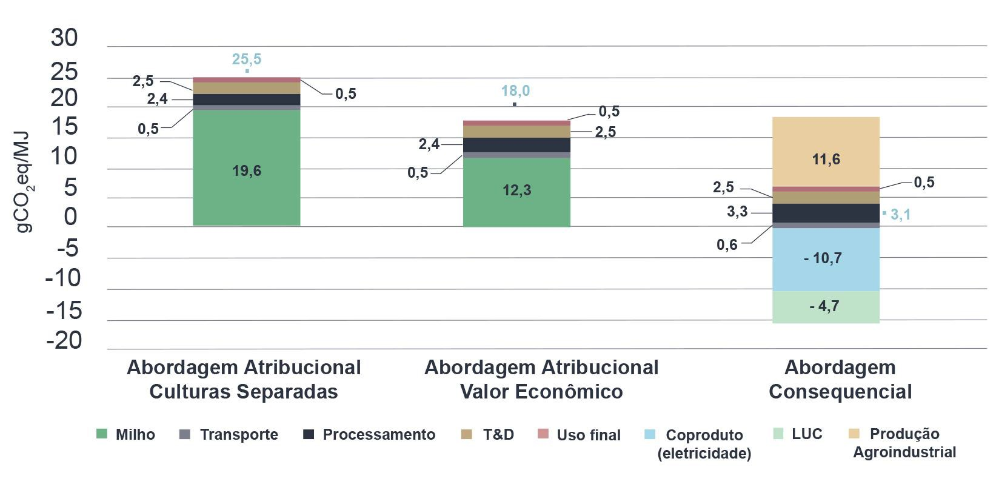 30
25
20
15
10
5
0
-5
-10
-15
-20
gCO₂eq/MJ
25,5
2,5
2,4
0,5
0,5
19,6
18,0
0,5
2,5
2,4
0,5
12,3
11,6
2,5
0,5
3,3
3,1
0,6
- 10,7
- 4,7
Abordagem Atribucional
Culturas Separadas
Abordagem Atribucional
Valor Econômico
Abordagem
Consequencial
Milho
Transporte
Processamento
T&D
Uso final
Coproduto
(eletricidade)
LUC
Produção
Agroindustrial